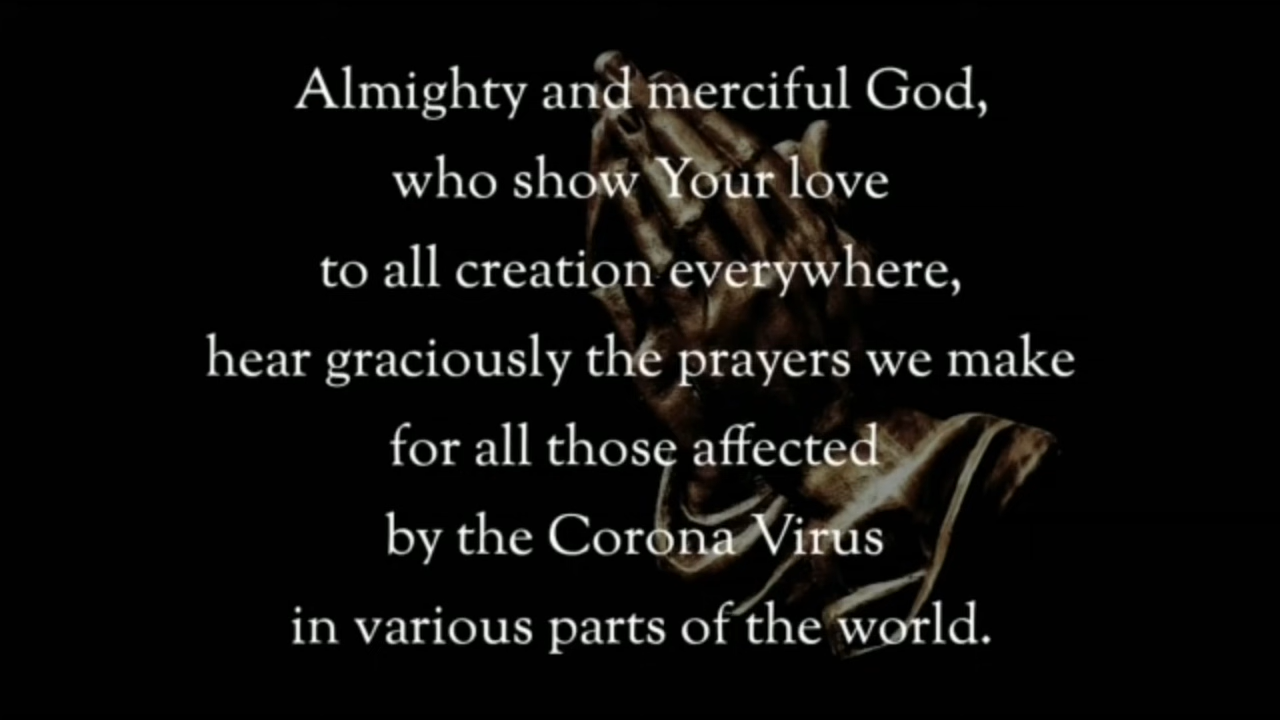 Almighty and merciful God,
who show Your love
to all creation everywhere,
hear graciously the prayers we make
for all those affected
by the Corona Virus
in various parts of the world.